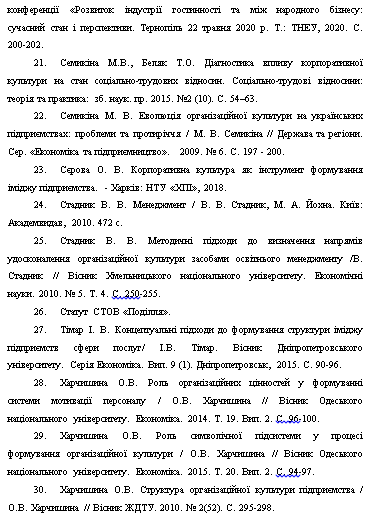 конференції «Розвиток індустрії гостинності та між народного бізнесу:
сучасний стан і перспективи. Тернопіль 22 травня 2020 р. Т.: ТНЕУ, 2020. С.
200-202.
21. Семикіна М.В., Беляк Т.О. Діагностика впливу корпоративної
культури на стан соціально-трудових відносин. Соціально-трудові відносини:
теорія та практика: зб. наук. пр. 2015. №2 (10). С. 54–63.
22. Семикіна М. В. Еволюція організаційної культури на українських
підприємствах: проблеми та протиріччя / М. В. Семикіна // Держава та регіони.
Сер. «Економіка та підприємництво». 2009. № 6. С. 197 - 200.
23. Сєрова О. В. Корпоративна культура як інструмент формування
іміджу підприємства. - Харків: НТУ «ХПІ», 2018.
24. Стадник В. В. Менеджмент / В. В. Стадник, М. А. Йохна. Київ:
Академвидав, 2010. 472 с.
25. Стадник В. В. Методичні підходи до визначення напрямів
удосконалення організаційної культури засобами освітнього менеджменту /В.
Стадник // Вісник Хмельницького національного університету. Економічні
науки. 2010. № 5. Т. 4. С. 250-255.
26. Статут СТОВ «Поділля».
27. Тімар І. В. Концептуальні підходи до формування структури іміджу
підприємств сфери послуг/ І.В. Тімар. Вісник Дніпропетровського
університету. Серія Економіка. Вип. 9 (1). Дніпропетровськ, 2015. С. 90-96.
28. Харчишина О.В. Роль організаційних цінностей у формуванні
системи мотивації персоналу / О.В. Харчишина // Вісник Одеського
національного університету. Економіка. 2014. Т. 19. Вип. 2. С. 96-100.
29. Харчишина О.В. Роль символічної підсистеми у процесі
формування організаційної культури / О.В. Харчишина // Вісник Одеського
національного університету. Економіка. 2015. Т. 20. Вип. 2. С. 94-97.
30. Харчишина О.В. Структура організаційної культури підприємства /
О.В. Харчишина // Вісник ЖДТУ. 2010. № 2(52). С. 295-298.